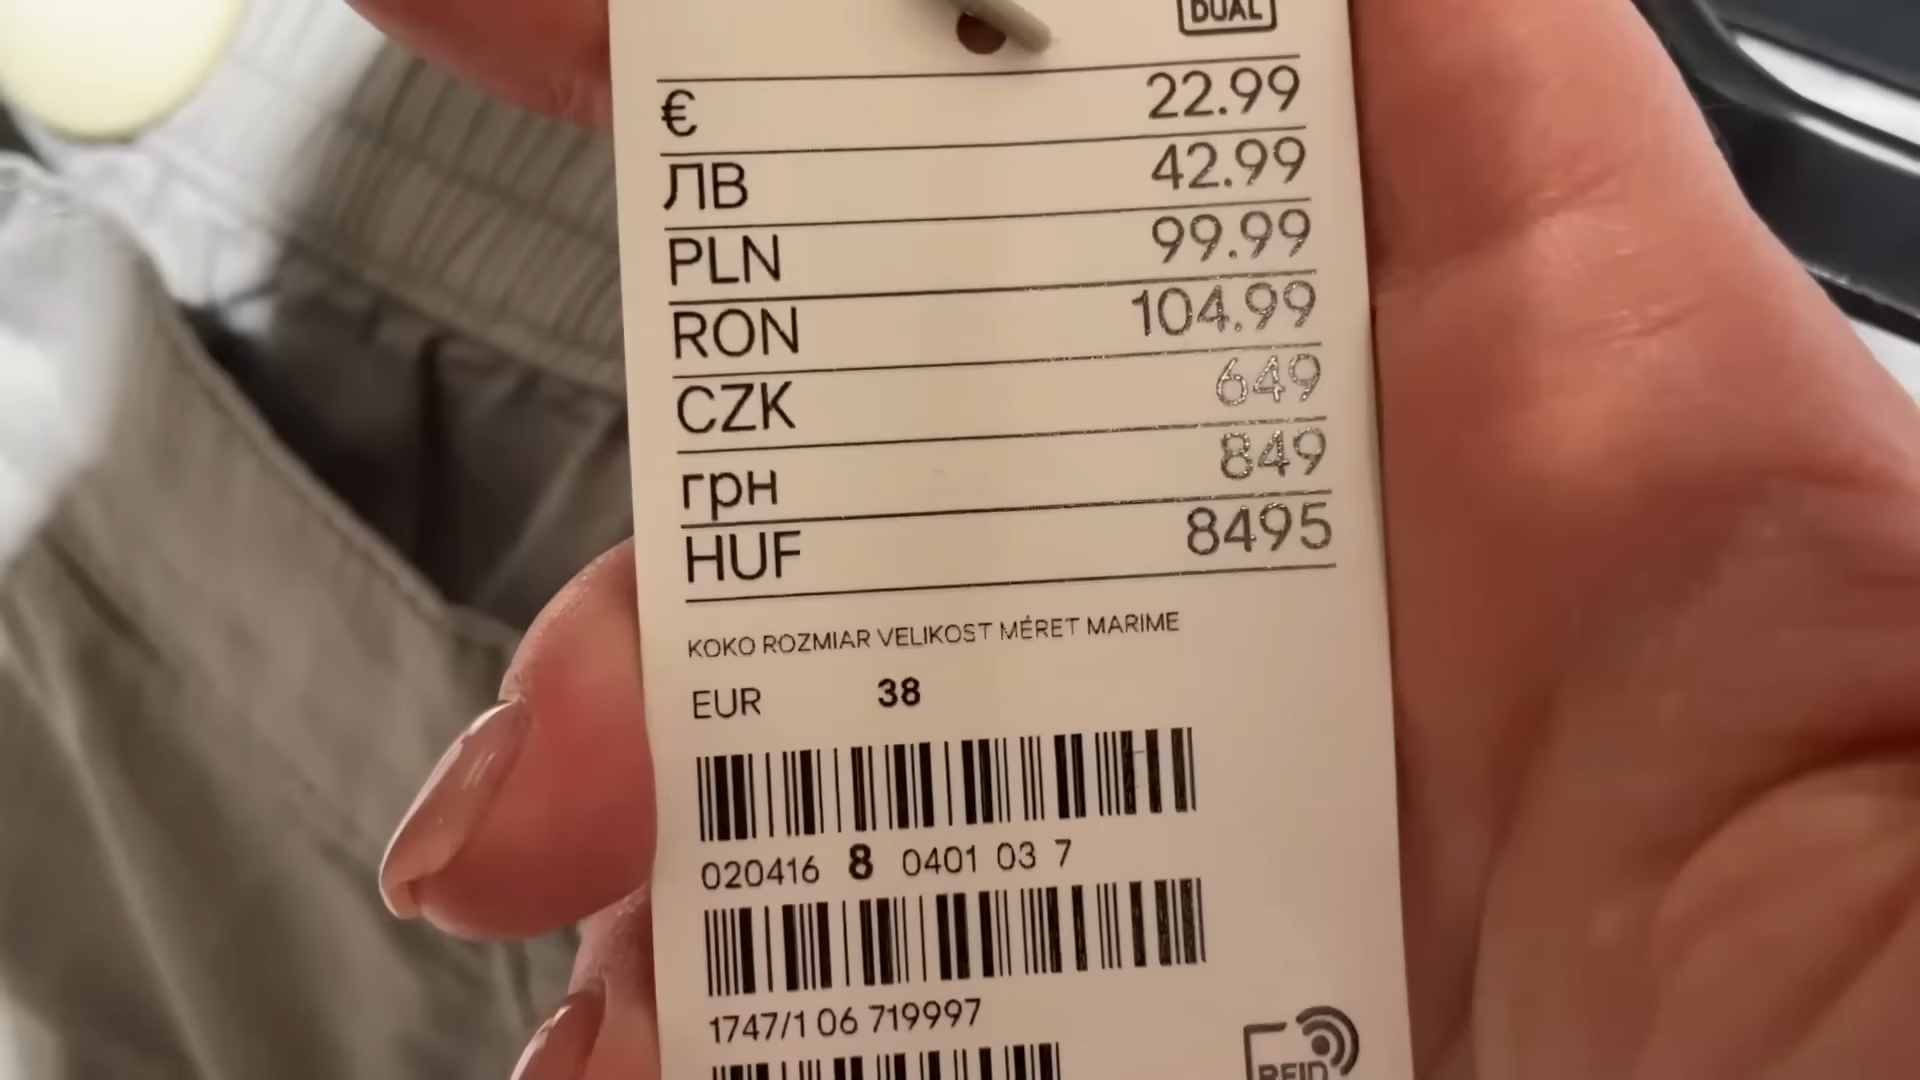 DUAL
€ 22.99
ЛВ 42.99
PLN 99.99
RON 104.99
CZK 649
грн 849
HUF 8495
KOKO ROZMIAR VELIKOST MÉRET MARIME
EUR 38
020416 8 0401 03 7
1747/1 06 719997
RFID